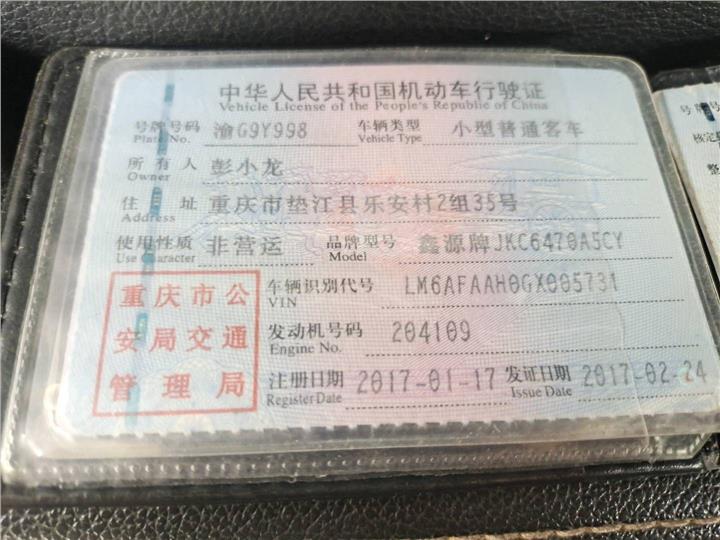 中华人民共和国机动车行驶证
Vehicle License of the People's Republic of China
号牌号码 渝G9Y998 车辆类型 小型普通客车
Plate No. Vehicle Type
所有人 彭小龙
Owner
住址 重庆市垫江县乐安村2组35号
Address
使用性质 非营运 品牌型号 鑫源牌JKC6470A5CY
Use Character Model
重庆市公
安局交通
管理局
车辆识别代号 LM6AFAAH0GX005731
VIN
发动机号码 204109
Engine No.
注册日期 2017-01-17 发证日期 2017-02-24
Register Date Issue Date
号牌
核定
整